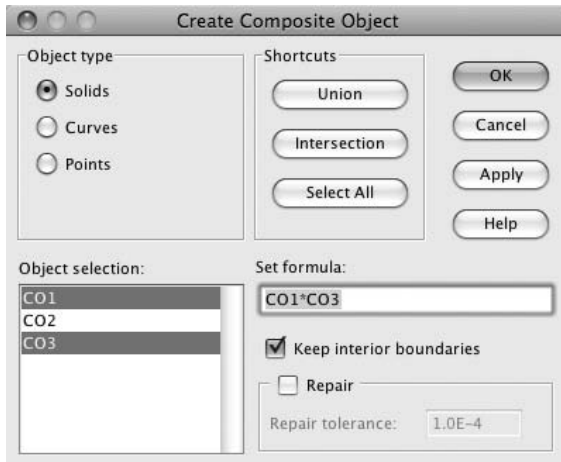 Create Composite Object
Object type
Solids
Curves
Points
Shortcuts
Union
Intersection
Select All
OK
Cancel
Apply
Help
Object selection:
CO1
CO2
CO3
Set formula:
CO1*CO3
Keep interior boundaries
Repair
Repair tolerance:
1.0E-4